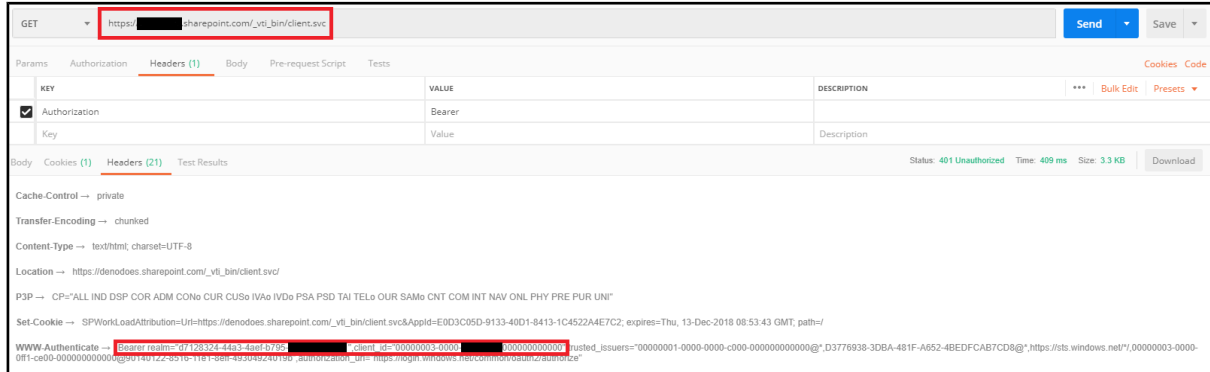 GET https:/ .sharepoint.com/_vti_bin/client.svc Send Save
Params Authorization Headers (1) Body Pre-request Script Tests Cookies Code
KEY VALUE DESCRIPTION ••• Bulk Edit Presets
Authorization Bearer
Key Value Description
Body Cookies (1) Headers (21) Test Results Status: 401 Unauthorized Time: 409 ms Size: 3.3 KB Download
Cache-Control → private
Transfer-Encoding → chunked
Content-Type → text/html; charset=UTF-8
Location → https://denodoes.sharepoint.com/_vti_bin/client.svc/
P3P → CP="ALL IND DSP COR ADM CONo CUR CUSo IVAo IVDo PSA PSD TAI TELo OUR SAMo CNT COM INT NAV ONL PHY PRE PUR UNI"
Set-Cookie → SPWorkLoadAttribution=Url=https://denodoes.sharepoint.com/_vti_bin/client.svc&AppId=E0D3C05D-9133-40D1-8413-1C4522A4E7C2; expires=Thu, 13-Dec-2018 08:53:43 GMT; path=/
WWW-Authenticate → Bearer realm="d7128324-44a3-4aef-b795- ",client_id="00000003-0000- 000000000000",trusted_issuers="00000001-0000-0000-c000-000000000000@*,D3776938-3DBA-481F-A652-4BEDFCAB7CD8@*,https://sts.windows.net/*/,00000003-0000-
0ff1-ce00-000000000000@90140122-8516-11e1-8eff-49304924019b",authorization_uri="https://login.windows.net/common/oauth2/authorize"